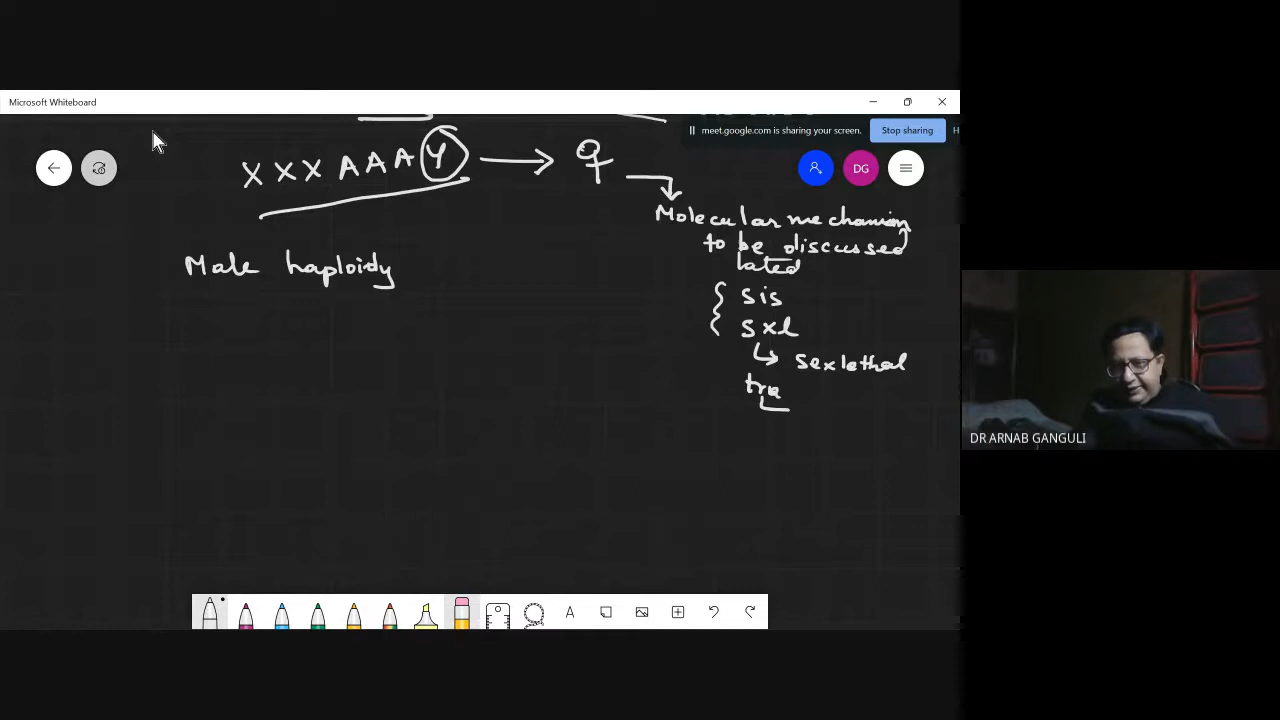 Microsoft Whiteboard
meet.google.com is sharing your screen.
Stop sharing
H
XXX AAA Y → ♀
DG
Molecular mechanism
to be discussed
lated
Male haploidy
sis
sxl
↳ sex lethal
tra
A
DR ARNAB GANGULI